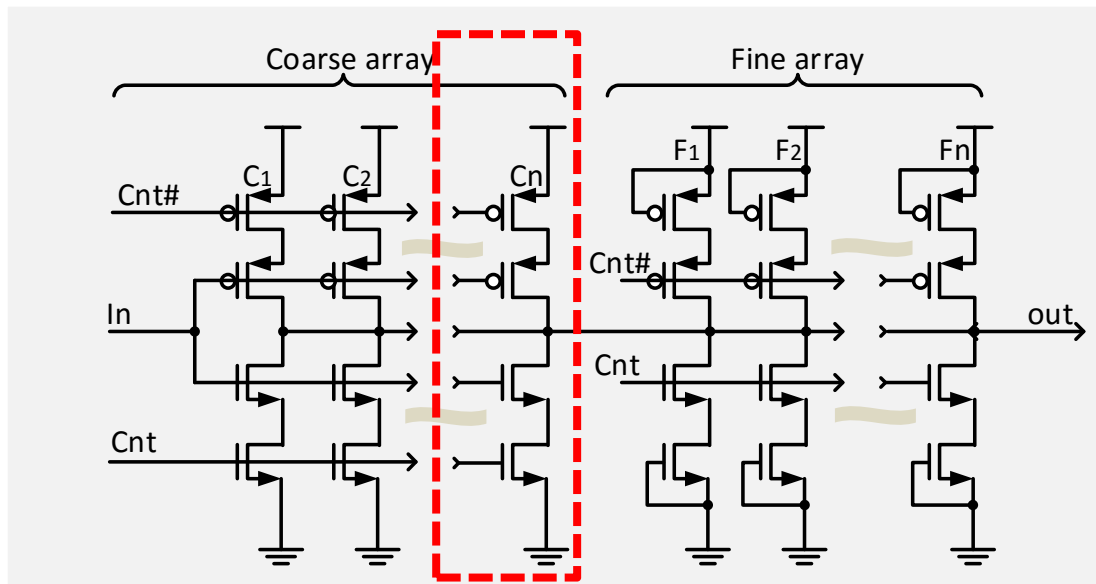 Coarse array
Fine array
C1
C2
Cn
F1
F2
Fn
Cnt#
Cnt#
In
out
Cnt
Cnt